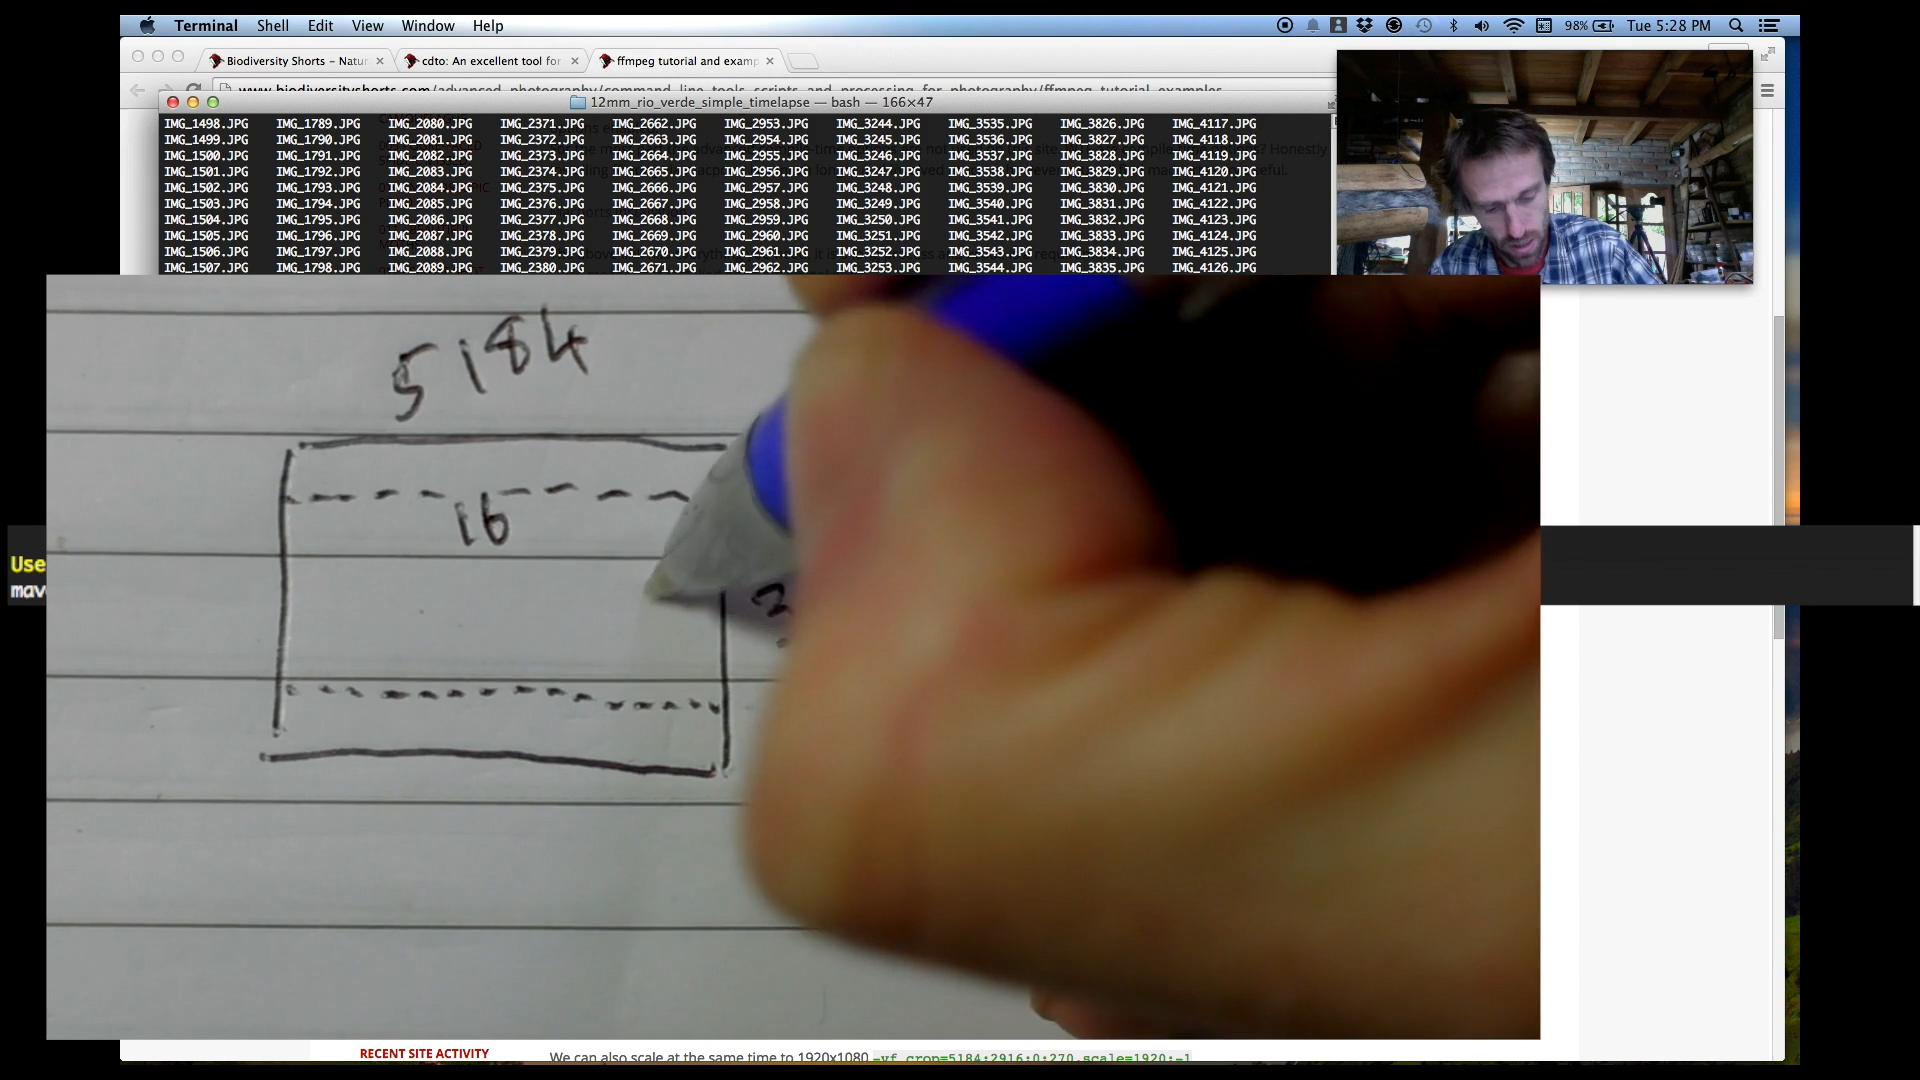 Terminal Shell Edit View Window Help
98% Tue 5:28 PM
Biodiversity Shorts – Natur
cdto: An excellent tool for
ffmpeg tutorial and examp
www.biodiversityshorts.com/advanced_photography/command_line_tools_scripts_and_processing_for_photography/ffmpeg_tutorial_examples
12mm_rio_verde_simple_timelapse — bash — 166×47
IMG_1498.JPG IMG_1789.JPG IMG_2080.JPG IMG_2371.JPG IMG_2662.JPG IMG_2953.JPG IMG_3244.JPG IMG_3535.JPG IMG_3826.JPG IMG_4117.JPG
IMG_1499.JPG IMG_1790.JPG IMG_2081.JPG IMG_2372.JPG IMG_2663.JPG IMG_2954.JPG IMG_3245.JPG IMG_3536.JPG IMG_3827.JPG IMG_4118.JPG
IMG_1500.JPG IMG_1791.JPG IMG_2082.JPG IMG_2373.JPG IMG_2664.JPG IMG_2955.JPG IMG_3246.JPG IMG_3537.JPG IMG_3828.JPG IMG_4119.JPG
IMG_1501.JPG IMG_1792.JPG IMG_2083.JPG IMG_2374.JPG IMG_2665.JPG IMG_2956.JPG IMG_3247.JPG IMG_3538.JPG IMG_3829.JPG IMG_4120.JPG
IMG_1502.JPG IMG_1793.JPG IMG_2084.JPG IMG_2375.JPG IMG_2666.JPG IMG_2957.JPG IMG_3248.JPG IMG_3539.JPG IMG_3830.JPG IMG_4121.JPG
IMG_1503.JPG IMG_1794.JPG IMG_2085.JPG IMG_2376.JPG IMG_2667.JPG IMG_2958.JPG IMG_3249.JPG IMG_3540.JPG IMG_3831.JPG IMG_4122.JPG
IMG_1504.JPG IMG_1795.JPG IMG_2086.JPG IMG_2377.JPG IMG_2668.JPG IMG_2959.JPG IMG_3250.JPG IMG_3541.JPG IMG_3832.JPG IMG_4123.JPG
IMG_1505.JPG IMG_1796.JPG IMG_2087.JPG IMG_2378.JPG IMG_2669.JPG IMG_2960.JPG IMG_3251.JPG IMG_3542.JPG IMG_3833.JPG IMG_4124.JPG
IMG_1506.JPG IMG_1797.JPG IMG_2088.JPG IMG_2379.JPG IMG_2670.JPG IMG_2961.JPG IMG_3252.JPG IMG_3543.JPG IMG_3834.JPG IMG_4125.JPG
IMG_1507.JPG IMG_1798.JPG IMG_2089.JPG IMG_2380.JPG IMG_2671.JPG IMG_2962.JPG IMG_3253.JPG IMG_3544.JPG IMG_3835.JPG IMG_4126.JPG
5184
16
Use
mav
RECENT SITE ACTIVITY
We can also scale at the same time to 1920x1080 -vf crop=5184:2916:0:270,scale=1920:-1